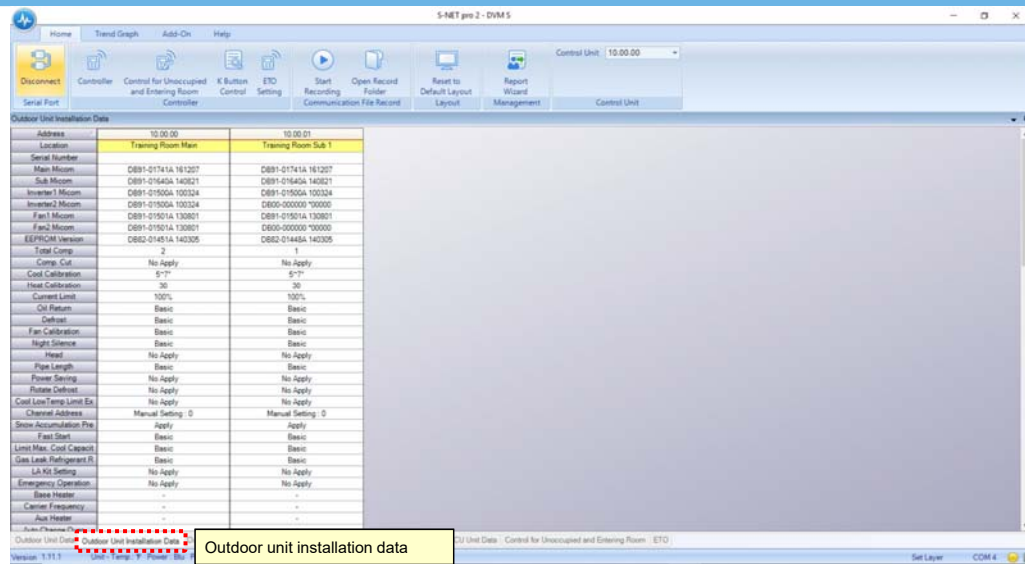 S-NET pro 2 - DVM S
Home Trend Graph Add-On Help
Disconnect Controller Control for Unoccupied and Entering Room K Button Control ETO Setting Start Recording Open Record Folder Reset to Default Layout Report Wizard Control Unit 10.00.00
Serial Port Controller Communication File Record Layout Management Control Unit
Outdoor Unit Installation Data
Address 10.00.00 10.00.01
Location Training Room Main Training Room Sub 1
Serial Number
Main Micom DB91-01741A 161207 DB91-01741A 161207
Sub Micom DB91-01640A 140821 DB91-01640A 140821
Inverter1 Micom DB91-01500A 100324 DB91-01500A 100324
Inverter2 Micom DB91-01500A 100324 DB00-000000 *00000
Fan1 Micom DB91-01501A 130801 DB91-01501A 130801
Fan2 Micom DB91-01501A 130801 DB00-000000 *00000
EEPROM Version DB82-01451A 140305 DB82-01448A 140305
Total Comp 2 1
Comp. Cut No Apply No Apply
Cool Calibration 5~7* 5~7*
Heat Calibration 30 30
Current Limit 100% 100%
Oil Return Basic Basic
Defrost Basic Basic
Fan Calibration Basic Basic
Night Silence Basic Basic
Head No Apply No Apply
Pipe Length Basic Basic
Power Saving No Apply No Apply
Rotate Defrost No Apply No Apply
Cool LowTemp Limit Ex No Apply No Apply
Channel Address Manual Setting : 0 Manual Setting : 0
Snow Accumulation Pre Apply Apply
Fast Start Basic Basic
Limit Max. Cool Capacit Basic Basic
Gas Leak Refrigerant R Basic Basic
LA Kit Setting No Apply No Apply
Emergency Operation No Apply No Apply
Base Heater - -
Carrier Frequency - -
Aux Heater - -
Outdoor Unit Data Outdoor Unit Installation Data Outdoor unit installation data CU Unit Data Control for Unoccupied and Entering Room ETO
Version 1.11.1 Unit - Temp. Power Set Layer COM 4